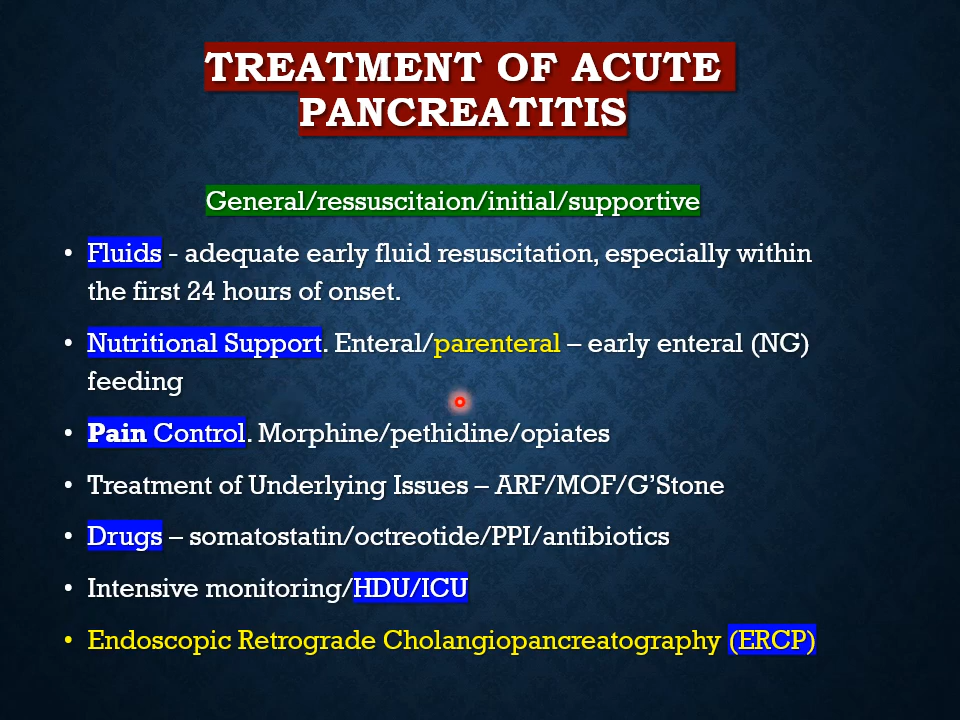 TREATMENT OF ACUTE
PANCREATITIS
General/ressuscitaion/initial/supportive
• Fluids - adequate early fluid resuscitation, especially within
the first 24 hours of onset.
• Nutritional Support. Enteral/parenteral – early enteral (NG)
feeding
• Pain Control. Morphine/pethidine/opiates
• Treatment of Underlying Issues – ARF/MOF/G’Stone
• Drugs – somatostatin/octreotide/PPI/antibiotics
• Intensive monitoring/HDU/ICU
• Endoscopic Retrograde Cholangiopancreatography (ERCP)